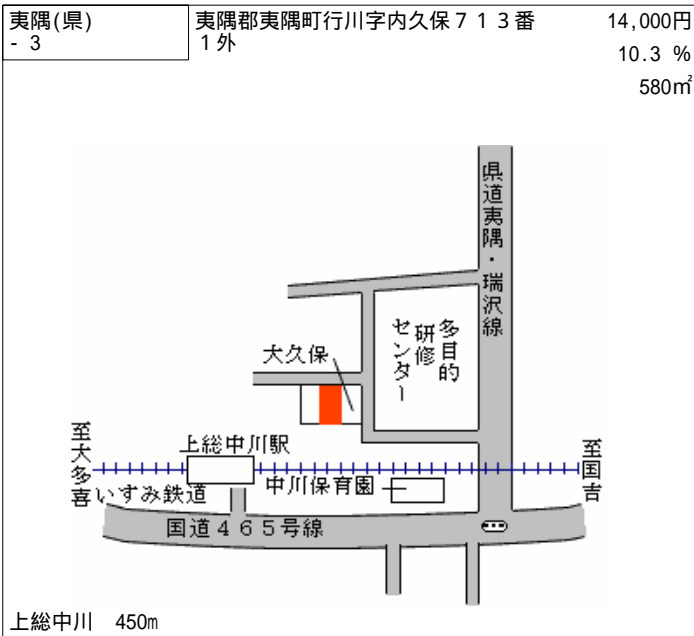 夷隅(県)
- 3
夷隅郡夷隅町行川字内久保７１３番
１外
14,000円
10.3 %
580㎡
県道夷隅・瑞沢線
多目的
研修
センター
大久保
至大多喜
上総中川駅
至国吉
いすみ鉄道
中川保育園
国道４６５号線
上総中川 450m